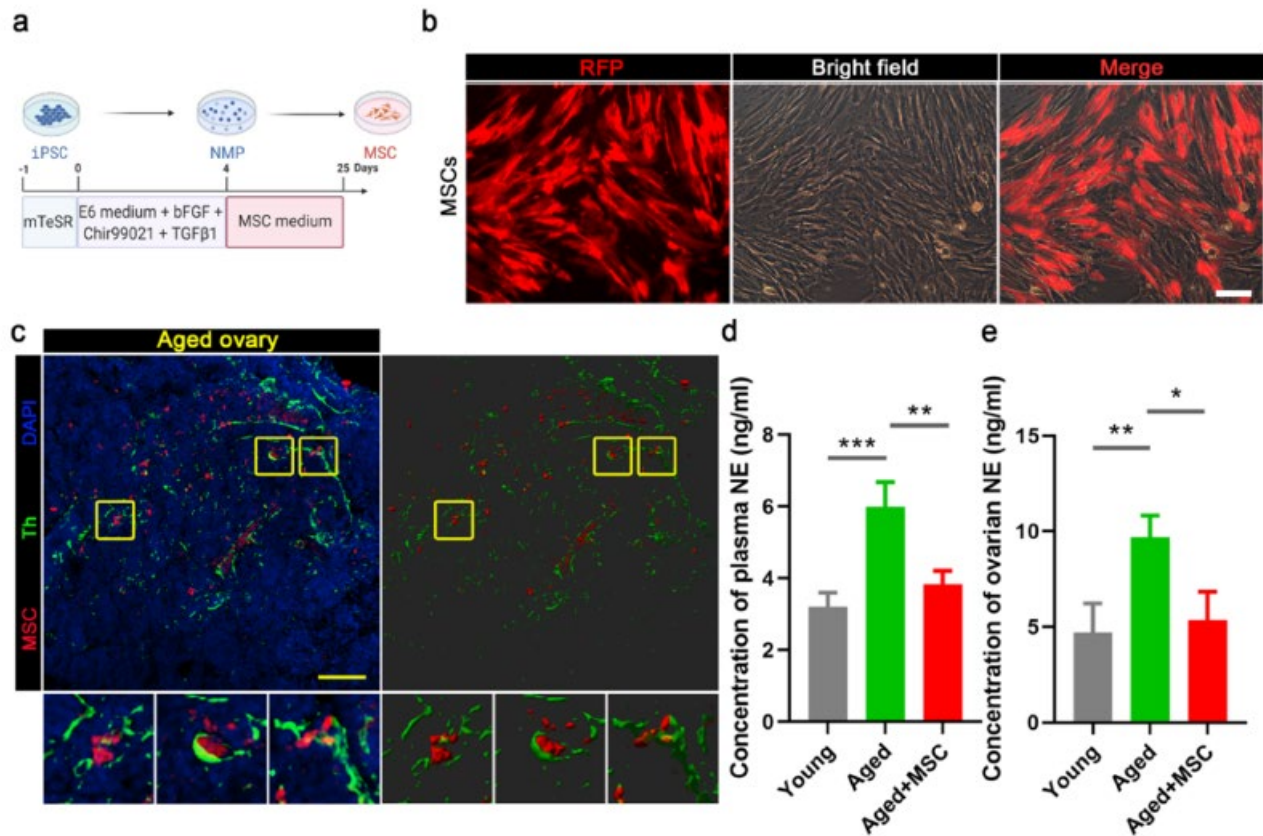 a
iPSC
NMP
MSC
-1
0
4
25 Days
mTeSR
E6 medium + bFGF +
Chir99021 + TGFβ1
MSC medium
b
RFP
Bright field
Merge
MSCs
c
Aged ovary
MSC Th DAPI
d
Concentration of plasma NE (ng/ml)
8
6
4
2
0
***
**
Young
Aged
Aged+MSC
e
Concentration of ovarian NE (ng/ml)
15
10
5
0
**
*
Young
Aged
Aged+MSC